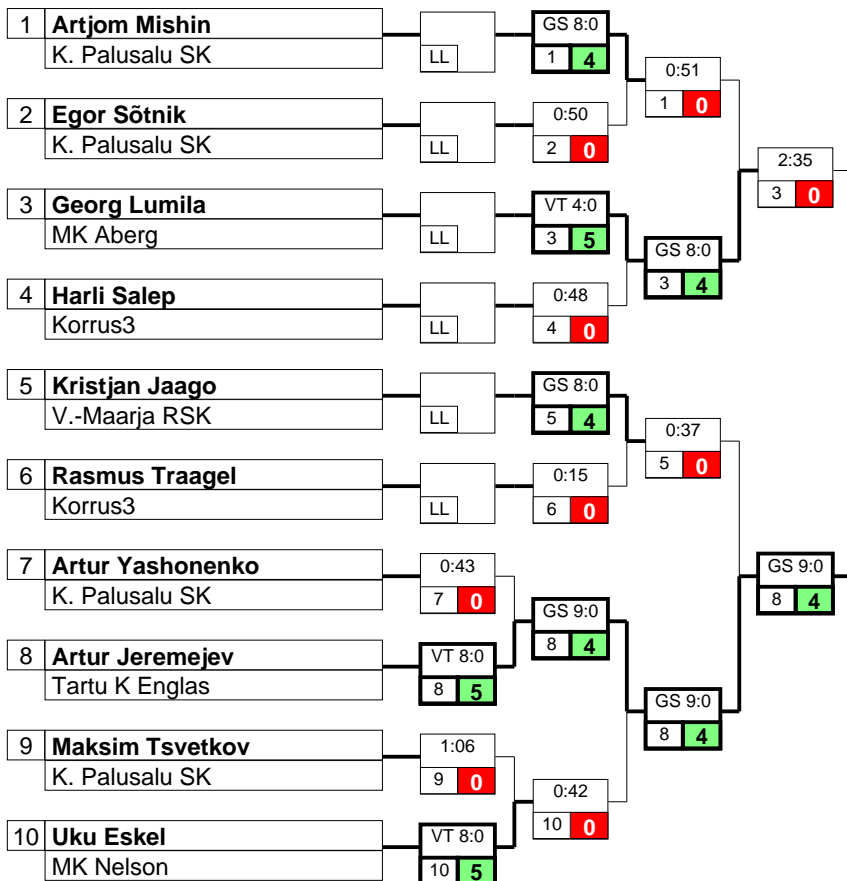 1 Artjom Mishin
K. Palusalu SK
LL
GS 8:0
1 4
0:51
1 0
2 Egor Sõtnik
K. Palusalu SK
LL
0:50
2 0
2:35
3 0
3 Georg Lumila
MK Aberg
LL
VT 4:0
3 5
GS 8:0
3 4
4 Harli Salep
Korrus3
LL
0:48
4 0
5 Kristjan Jaago
V.-Maarja RSK
LL
GS 8:0
5 4
0:37
5 0
6 Rasmus Traagel
Korrus3
LL
0:15
6 0
7 Artur Yashonenko
K. Palusalu SK
0:43
7 0
GS 9:0
8 4
GS 9:0
8 4
8 Artur Jeremejev
Tartu K Englas
VT 8:0
8 5
GS 9:0
8 4
9 Maksim Tsvetkov
K. Palusalu SK
1:06
9 0
0:42
10 0
10 Uku Eskel
MK Nelson
VT 8:0
10 5